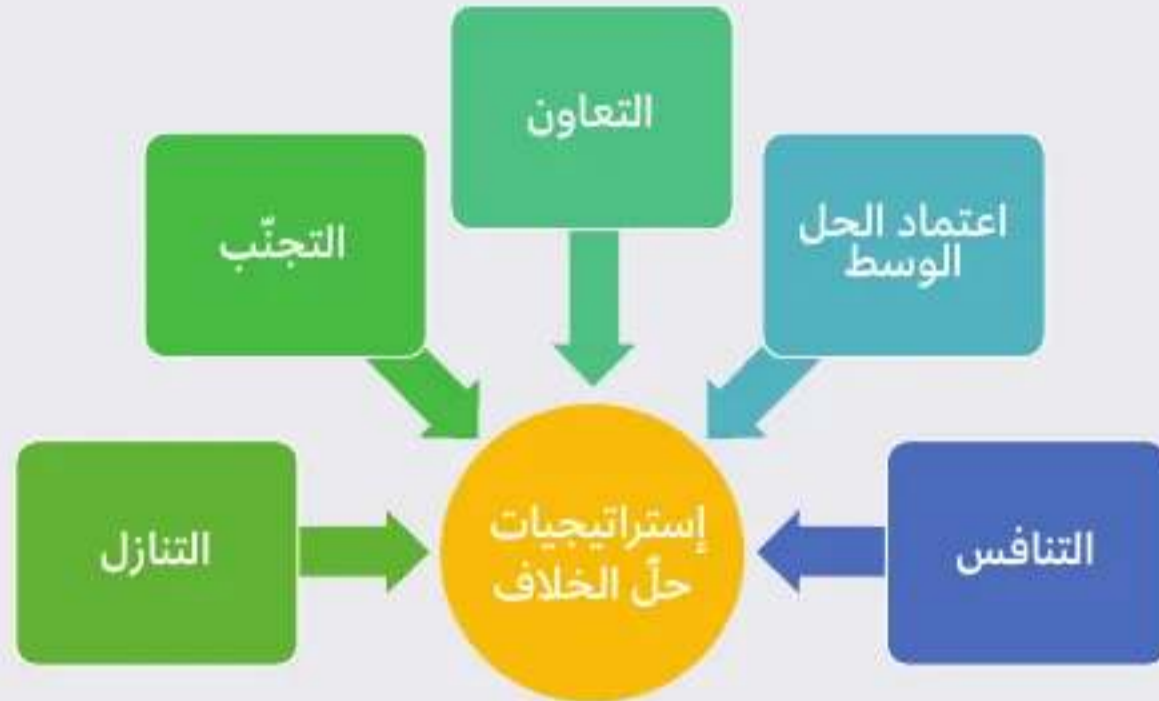 التعاون
اعتماد الحل
الوسط
التجنّب
التنافس
إستراتيجيات
حلّ الخلاف
التنازل